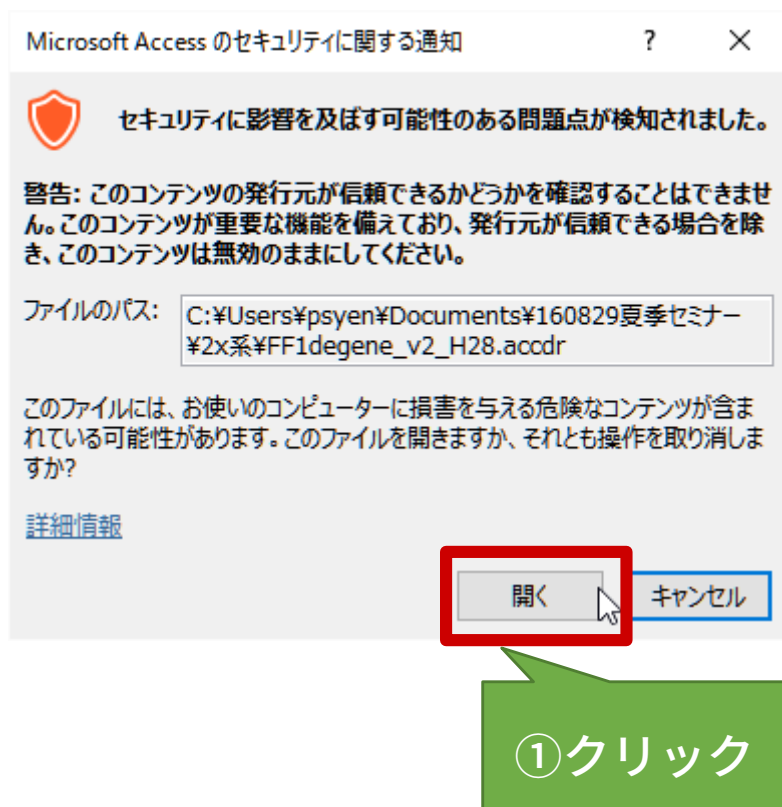 Microsoft Access のセキュリティに関する通知
?
×
セキュリティに影響を及ぼす可能性のある問題点が検知されました。
警告: このコンテンツの発行元が信頼できるかどうかを確認することはできませ
ん。このコンテンツが重要な機能を備えており、発行元が信頼できる場合を除
き、このコンテンツは無効のままにしてください。
ファイルのパス:
C:¥Users¥psyen¥Documents¥160829夏季セミナー
¥2x系¥FF1degene_v2_H28.accdr
このファイルには、お使いのコンピューターに損害を与える危険なコンテンツが含ま
れている可能性があります。このファイルを開きますか、それとも操作を取り消しま
すか?
詳細情報
開く
キャンセル
①クリック